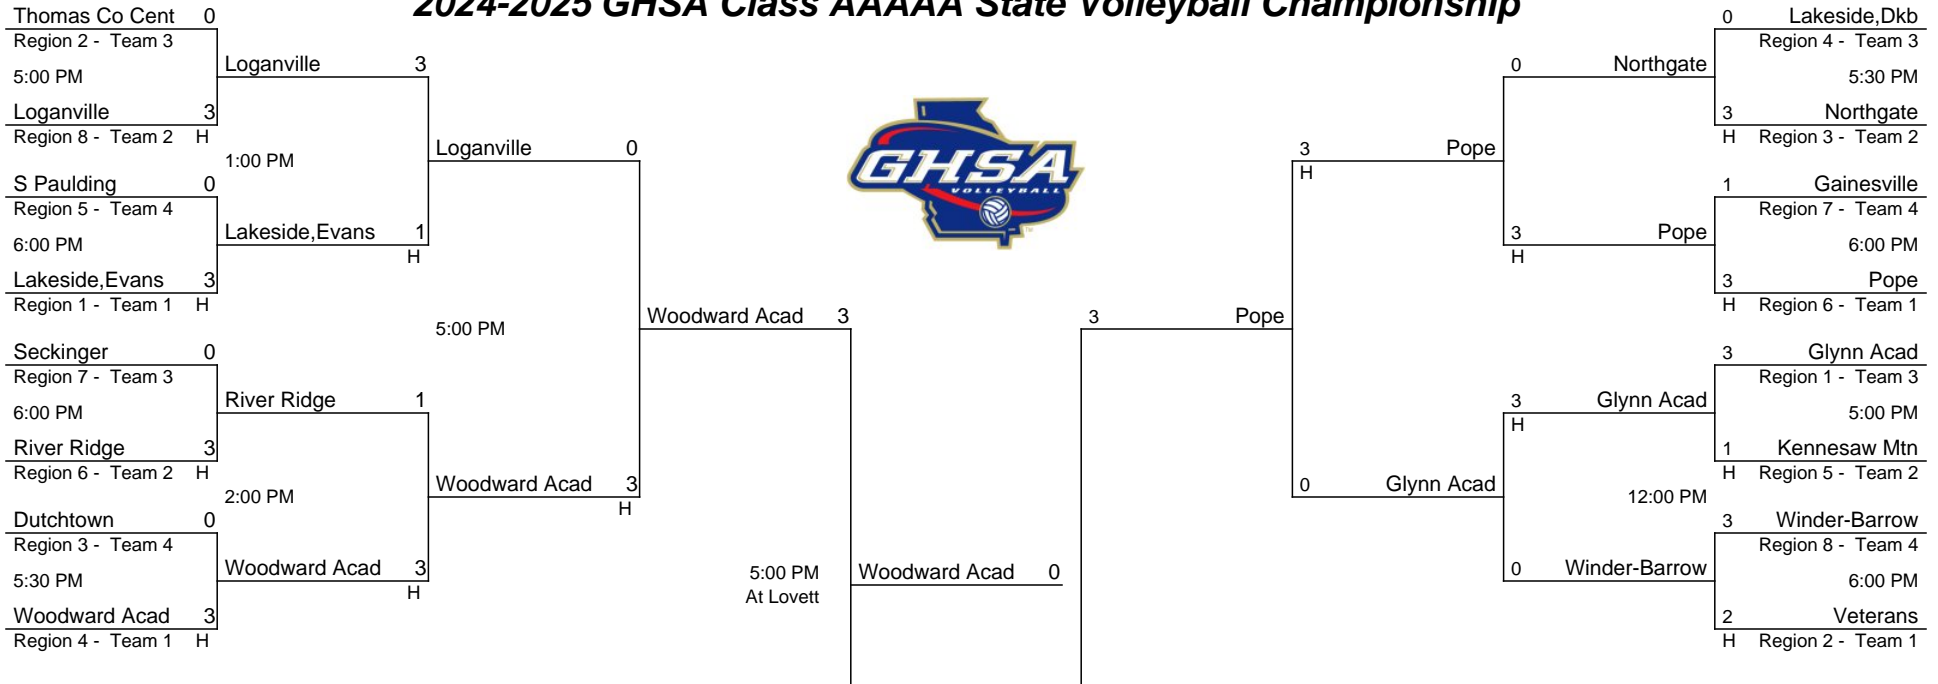 2024-2025 GHSA Class AAAAA State Volleyball Championship
Thomas Co Cent 0
Region 2 - Team 3
5:00 PM
Loganville 3
Region 8 - Team 2 H
S Paulding 0
Region 5 - Team 4
6:00 PM
Lakeside,Evans 3
Region 1 - Team 1 H
Seckinger 0
Region 7 - Team 3
6:00 PM
River Ridge 3
Region 6 - Team 2 H
Dutchtown 0
Region 3 - Team 4
5:30 PM
Woodward Acad 3
Region 4 - Team 1 H
Loganville 3
1:00 PM
Lakeside,Evans 1
H
River Ridge 1
2:00 PM
Woodward Acad 3
H
Loganville 0
5:00 PM
Woodward Acad 3
H
Woodward Acad 3
5:00 PM
At Lovett
Woodward Acad 0
GHSA
VOLLEYBALL
TM
3 Pope
3 Pope
H
0 Glynn Acad
0 Northgate
3 Pope
H
3 Glynn Acad
H
12:00 PM
0 Winder-Barrow
0 Lakeside,Dkb
Region 4 - Team 3
5:30 PM
3 Northgate
H Region 3 - Team 2
1 Gainesville
Region 7 - Team 4
6:00 PM
3 Pope
H Region 6 - Team 1
3 Glynn Acad
Region 1 - Team 3
5:00 PM
1 Kennesaw Mtn
H Region 5 - Team 2
3 Winder-Barrow
Region 8 - Team 4
6:00 PM
2 Veterans
H Region 2 - Team 1